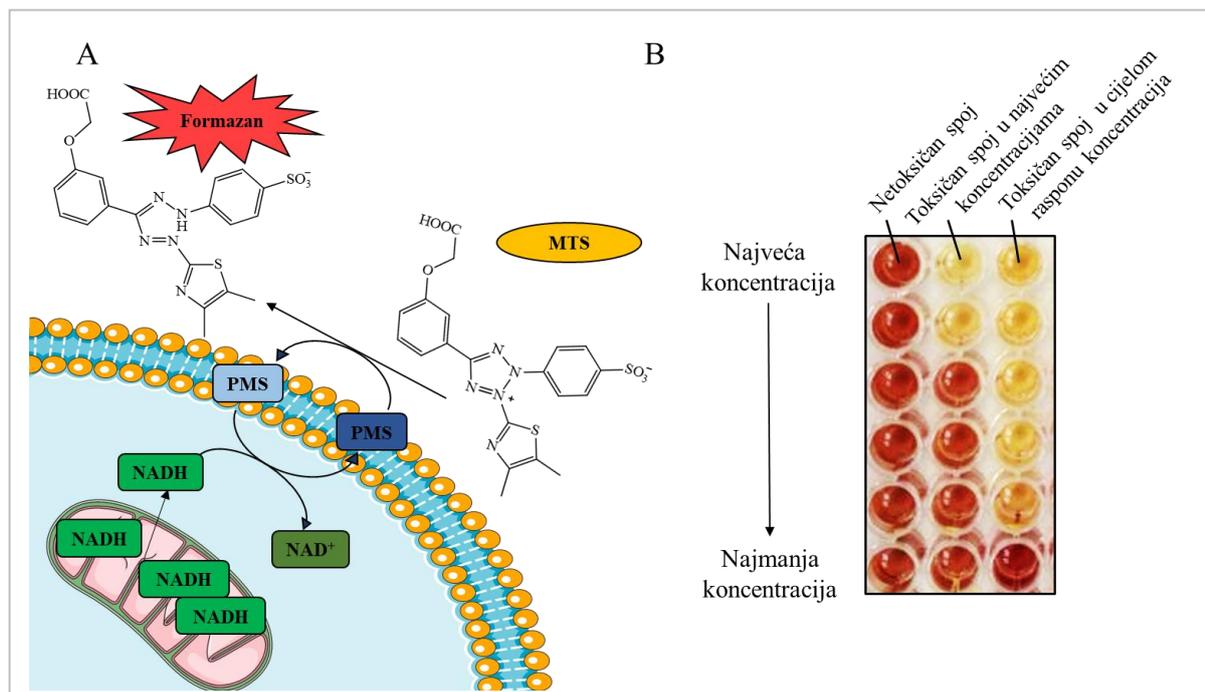 A
HOOC
O
Formazan
SO3-
N
N
H
N=N
S
N
HOOC
MTS
O
N
N
N
N+
SO3-
N
S
PMS
PMS
NADH
NADH
NADH
NADH
NAD+
B
Netoksičan spoj
Toksičan spoj u najvećim
koncentracijama
Toksičan spoj u cijelom
rasponu koncentracija
Najveća
koncentracija
Najmanja
koncentracija